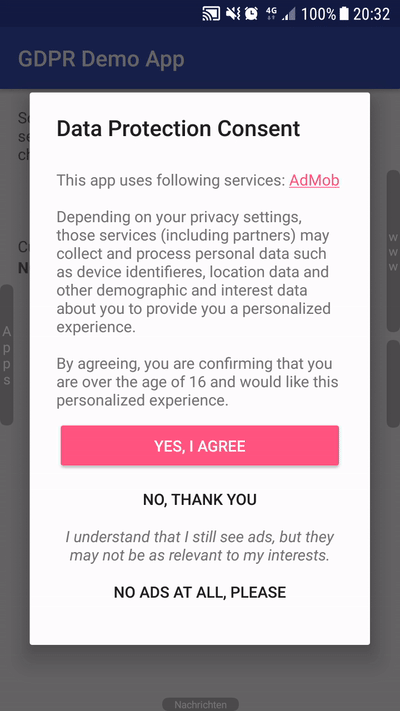 4G 100% 20:32
GDPR Demo App
Data Protection Consent
This app uses following services: AdMob
Depending on your privacy settings,
those services (including partners) may
collect and process personal data such
as device identifieres, location data and
other demographic and interest data
about you to provide you a personalized
experience.
By agreeing, you are confirming that you
are over the age of 16 and would like this
personalized experience.
YES, I AGREE
NO, THANK YOU
I understand that I still see ads, but they
may not be as relevant to my interests.
NO ADS AT ALL, PLEASE
Apps
www
Nachrichten